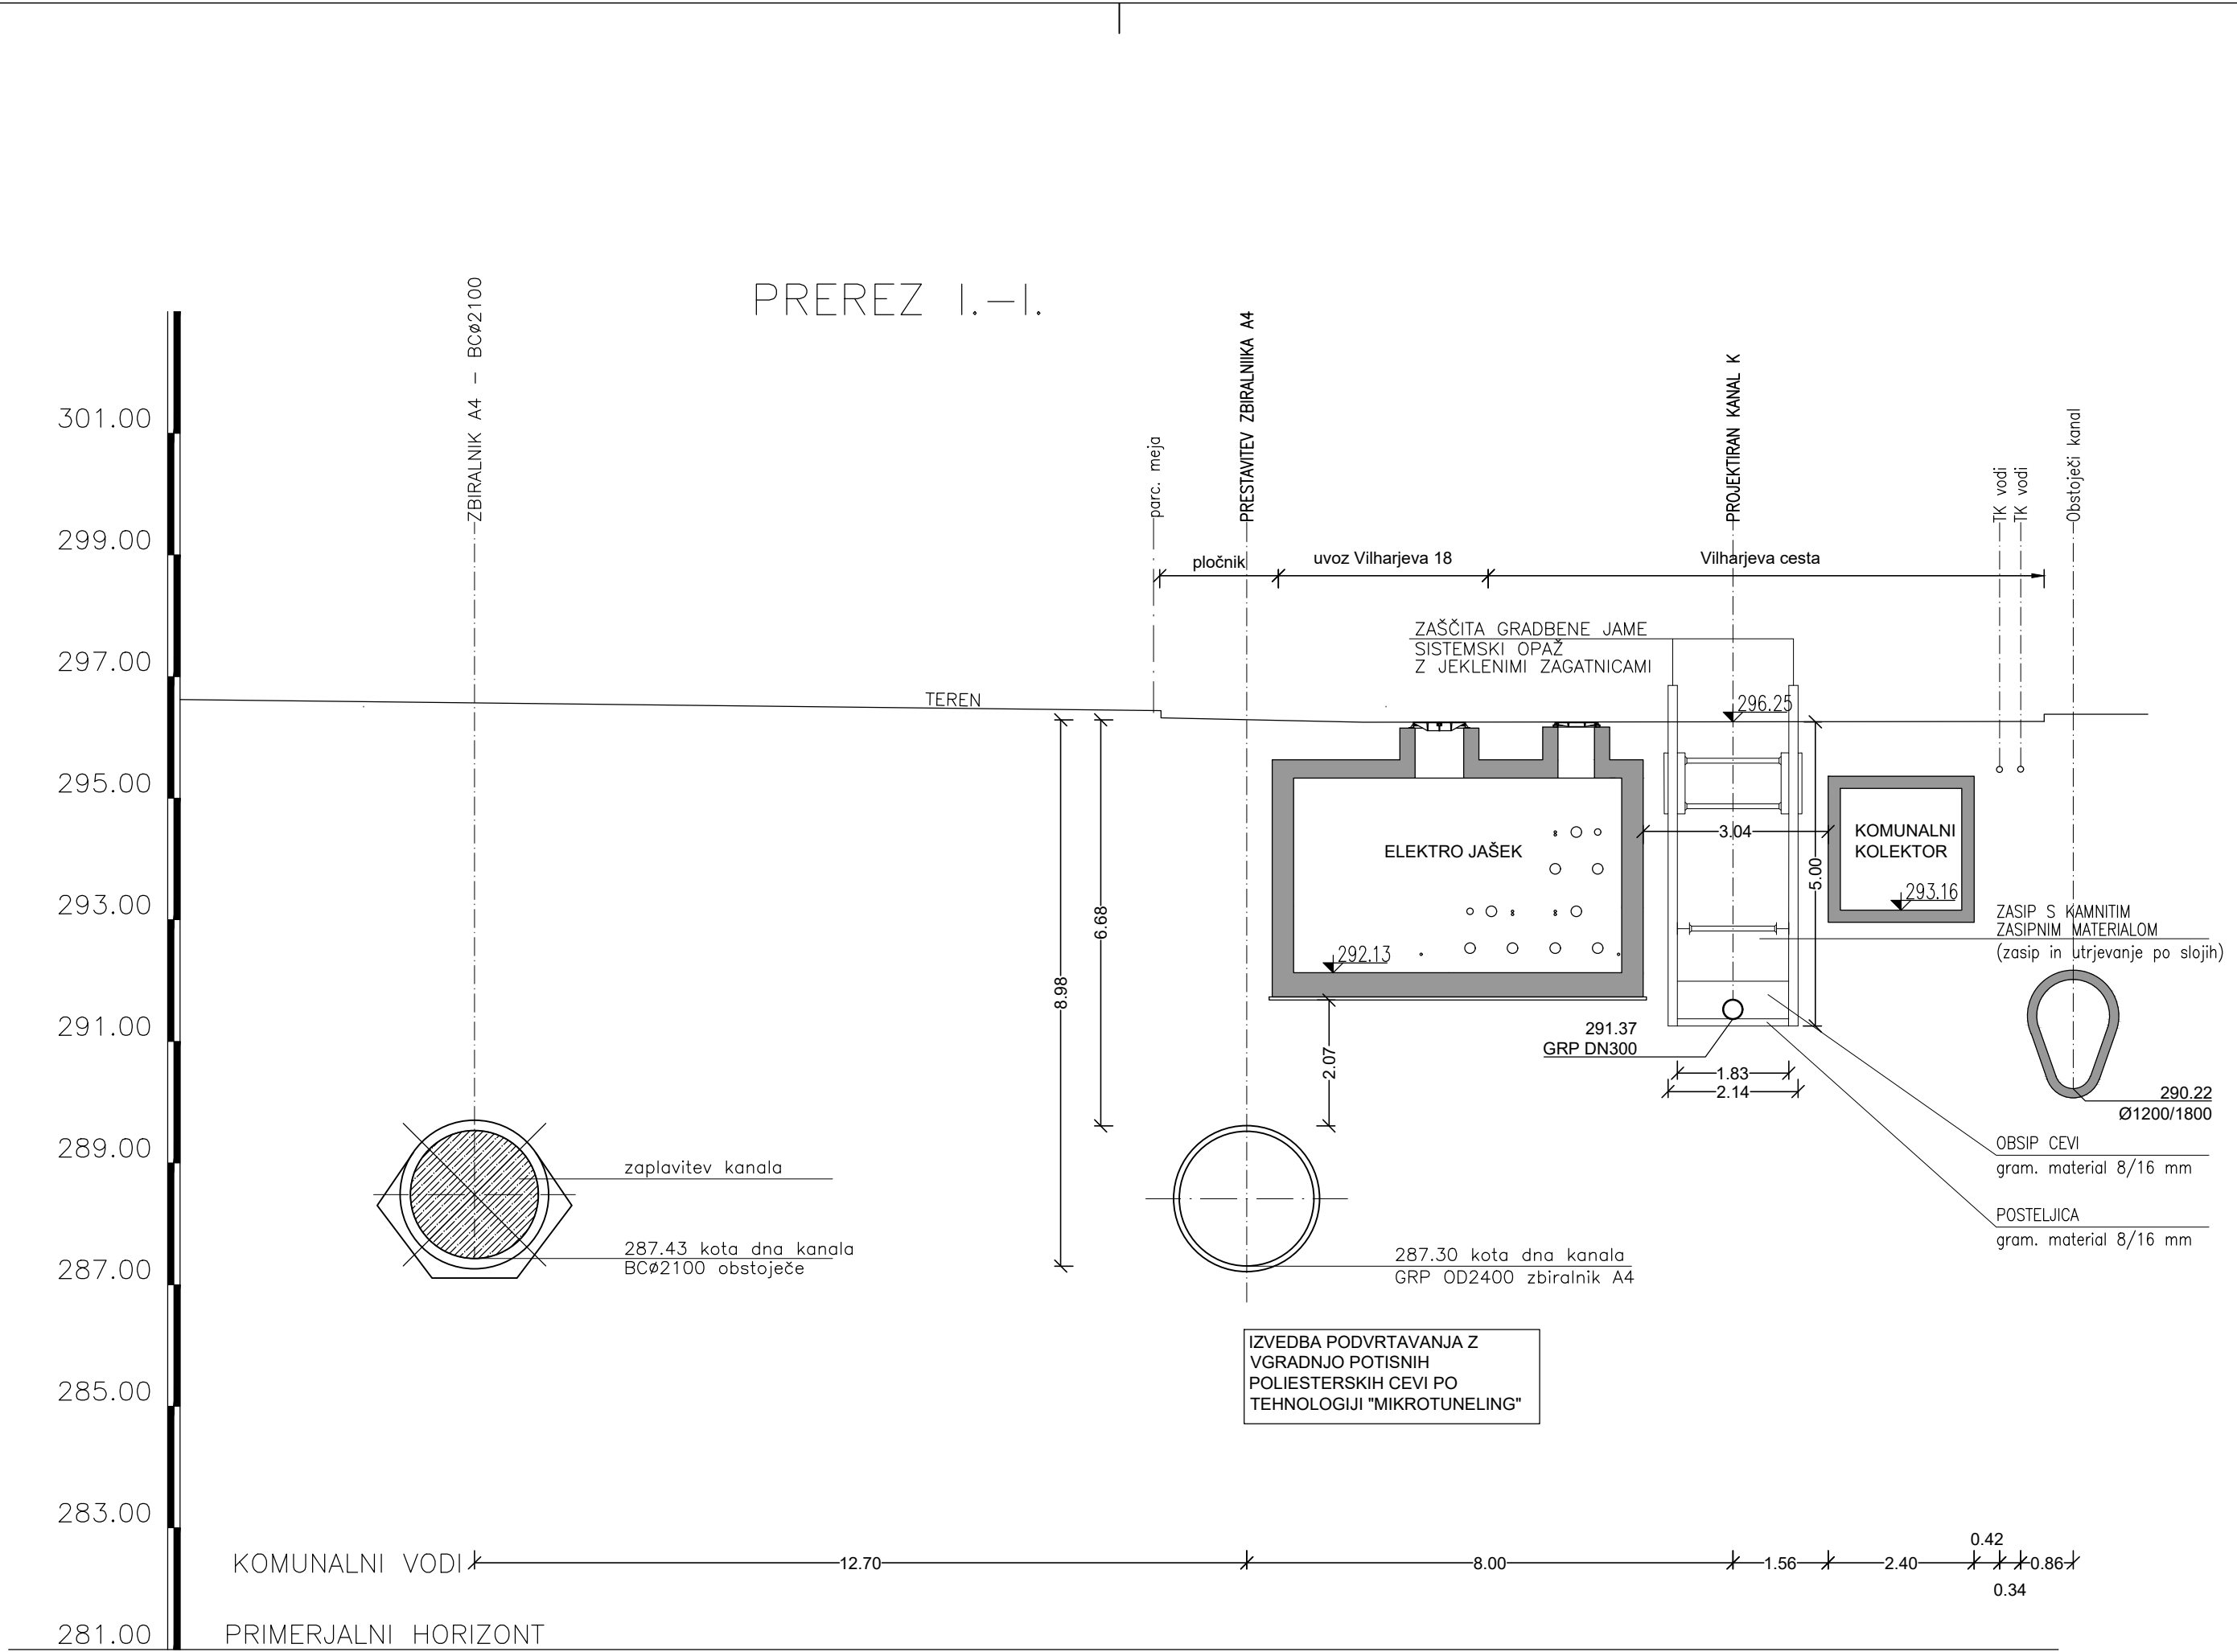 PREREZ I.-I.
ZBIRALNIK A4 - BCø2100
parc. meja
PRESTAVITEV ZBIRALNIIKA A4
PROJEKTIRAN KANAL K
TK vodi
TK vodi
Obstoječi kanal
301.00
299.00
297.00
295.00
293.00
291.00
289.00
287.00
285.00
283.00
281.00
pločnik
uvoz Vilharjeva 18
Vilharjeva cesta
ZAŠČITA GRADBENE JAME
SISTEMSKI OPAŽ
Z JEKLENIMI ZAGATNICAMI
TEREN
296.25
ELEKTRO JAŠEK
3.04
KOMUNALNI
KOLEKTOR
5.00
293.16
6.68
8.98
292.13
ZASIP S KAMNITIM
ZASIPNIM MATERIALOM
(zasip in utrjevanje po slojih)
291.37
GRP DN300
2.07
1.83
2.14
290.22
Ø1200/1800
OBSIP CEVI
gram. material 8/16 mm
POSTELJICA
gram. material 8/16 mm
zaplavitev kanala
287.43 kota dna kanala
BCø2100 obstoječe
287.30 kota dna kanala
GRP OD2400 zbiralnik A4
IZVEDBA PODVRTAVANJA Z
VGRADNJO POTISNIH
POLIESTERSKIH CEVI PO
TEHNOLOGIJI "MIKROTUNELING"
KOMUNALNI VODI
12.70
8.00
1.56
2.40
0.42
0.34
0.86
PRIMERJALNI HORIZONT